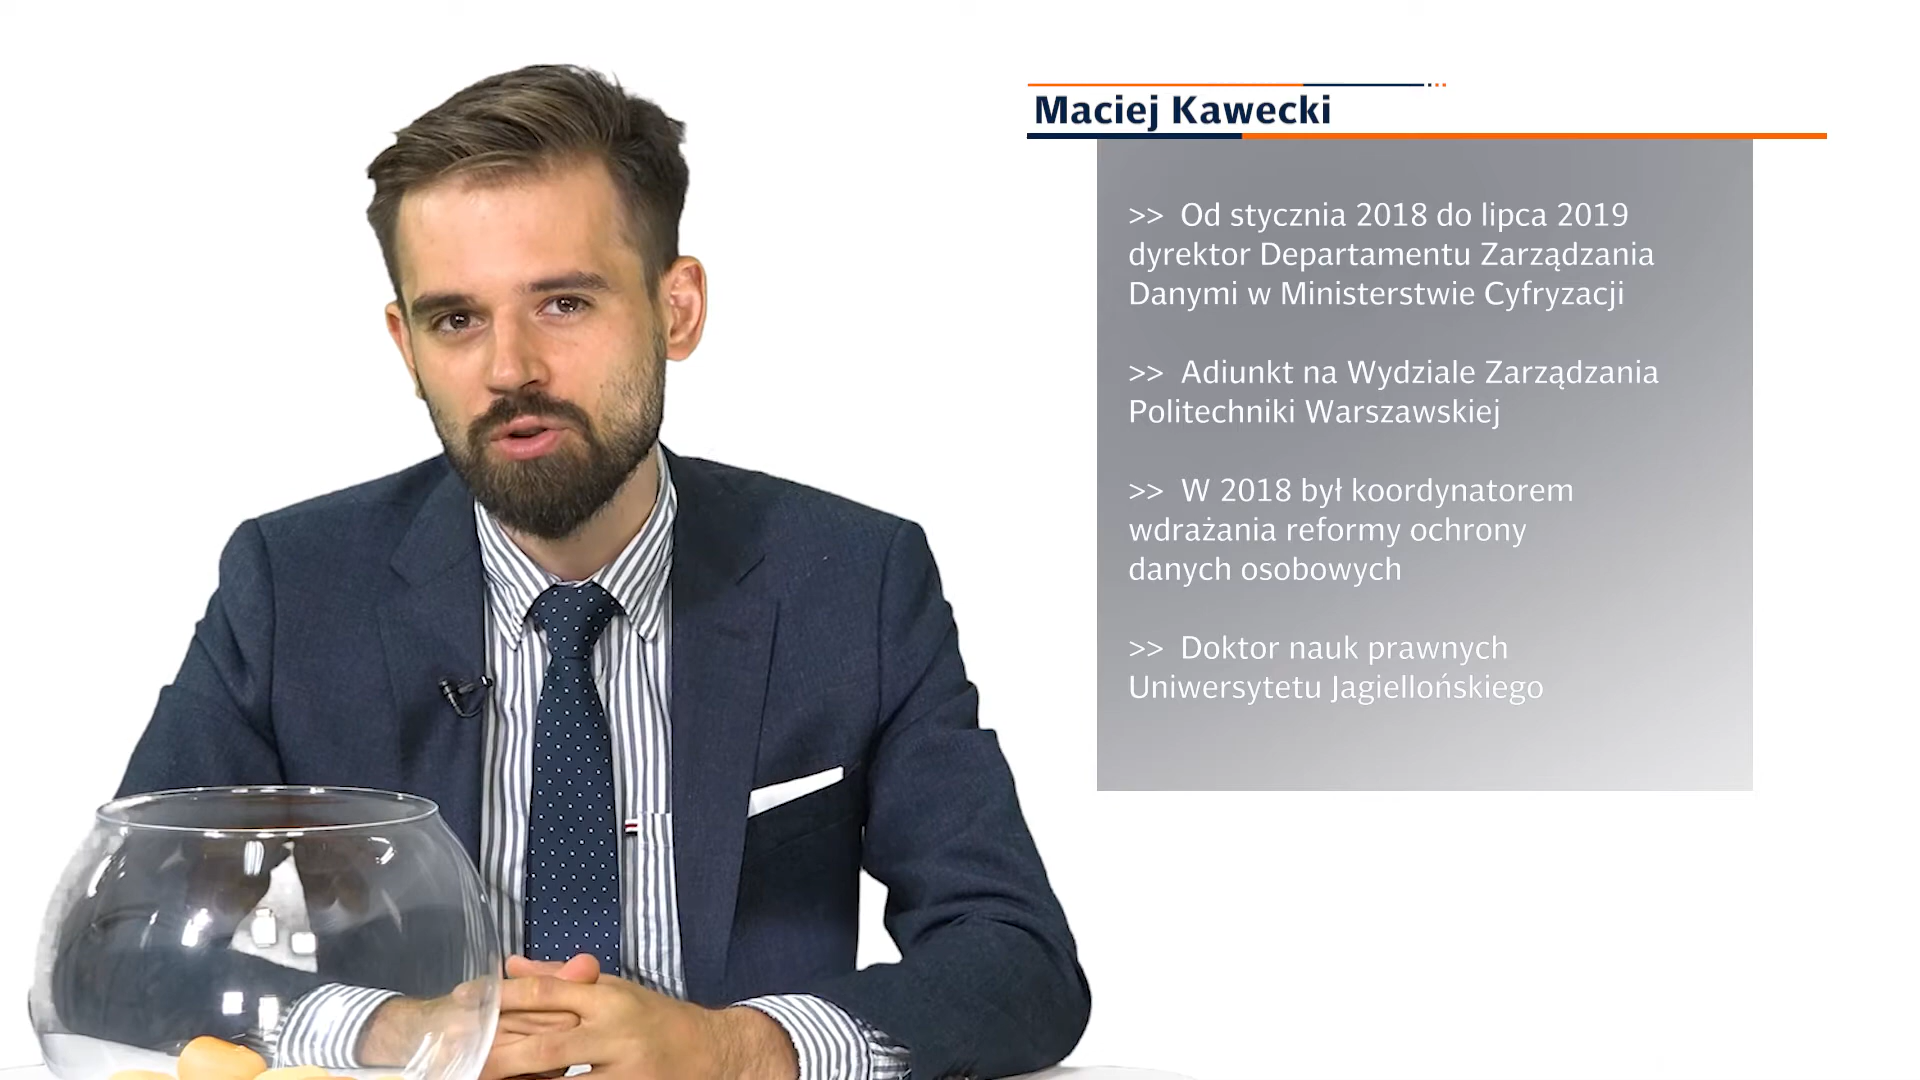 Maciej Kawecki
>> Od stycznia 2018 do lipca 2019
dyrektor Departamentu Zarządzania
Danymi w Ministerstwie Cyfryzacji
>> Adiunkt na Wydziale Zarządzania
Politechniki Warszawskiej
>> W 2018 był koordynatorem
wdrażania reformy ochrony
danych osobowych
>> Doktor nauk prawnych
Uniwersytetu Jagiellońskiego